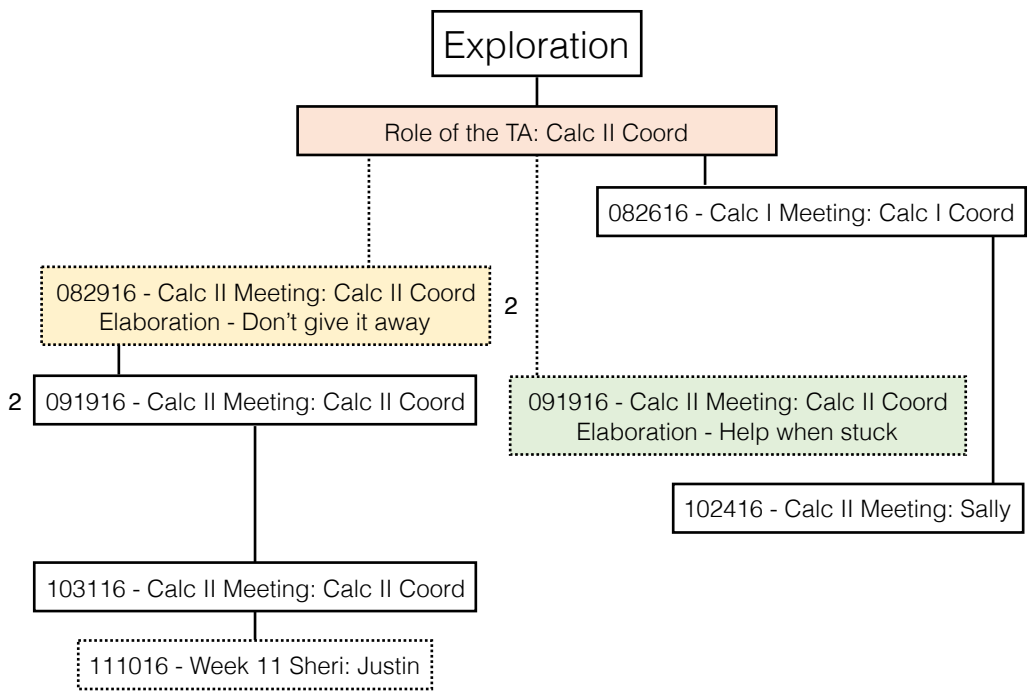 Exploration
Role of the TA: Calc II Coord
082616 - Calc I Meeting: Calc I Coord
082916 - Calc II Meeting: Calc II Coord
Elaboration - Don't give it away
2
2
091916 - Calc II Meeting: Calc II Coord
091916 - Calc II Meeting: Calc II Coord
Elaboration - Help when stuck
102416 - Calc II Meeting: Sally
103116 - Calc II Meeting: Calc II Coord
111016 - Week 11 Sheri: Justin